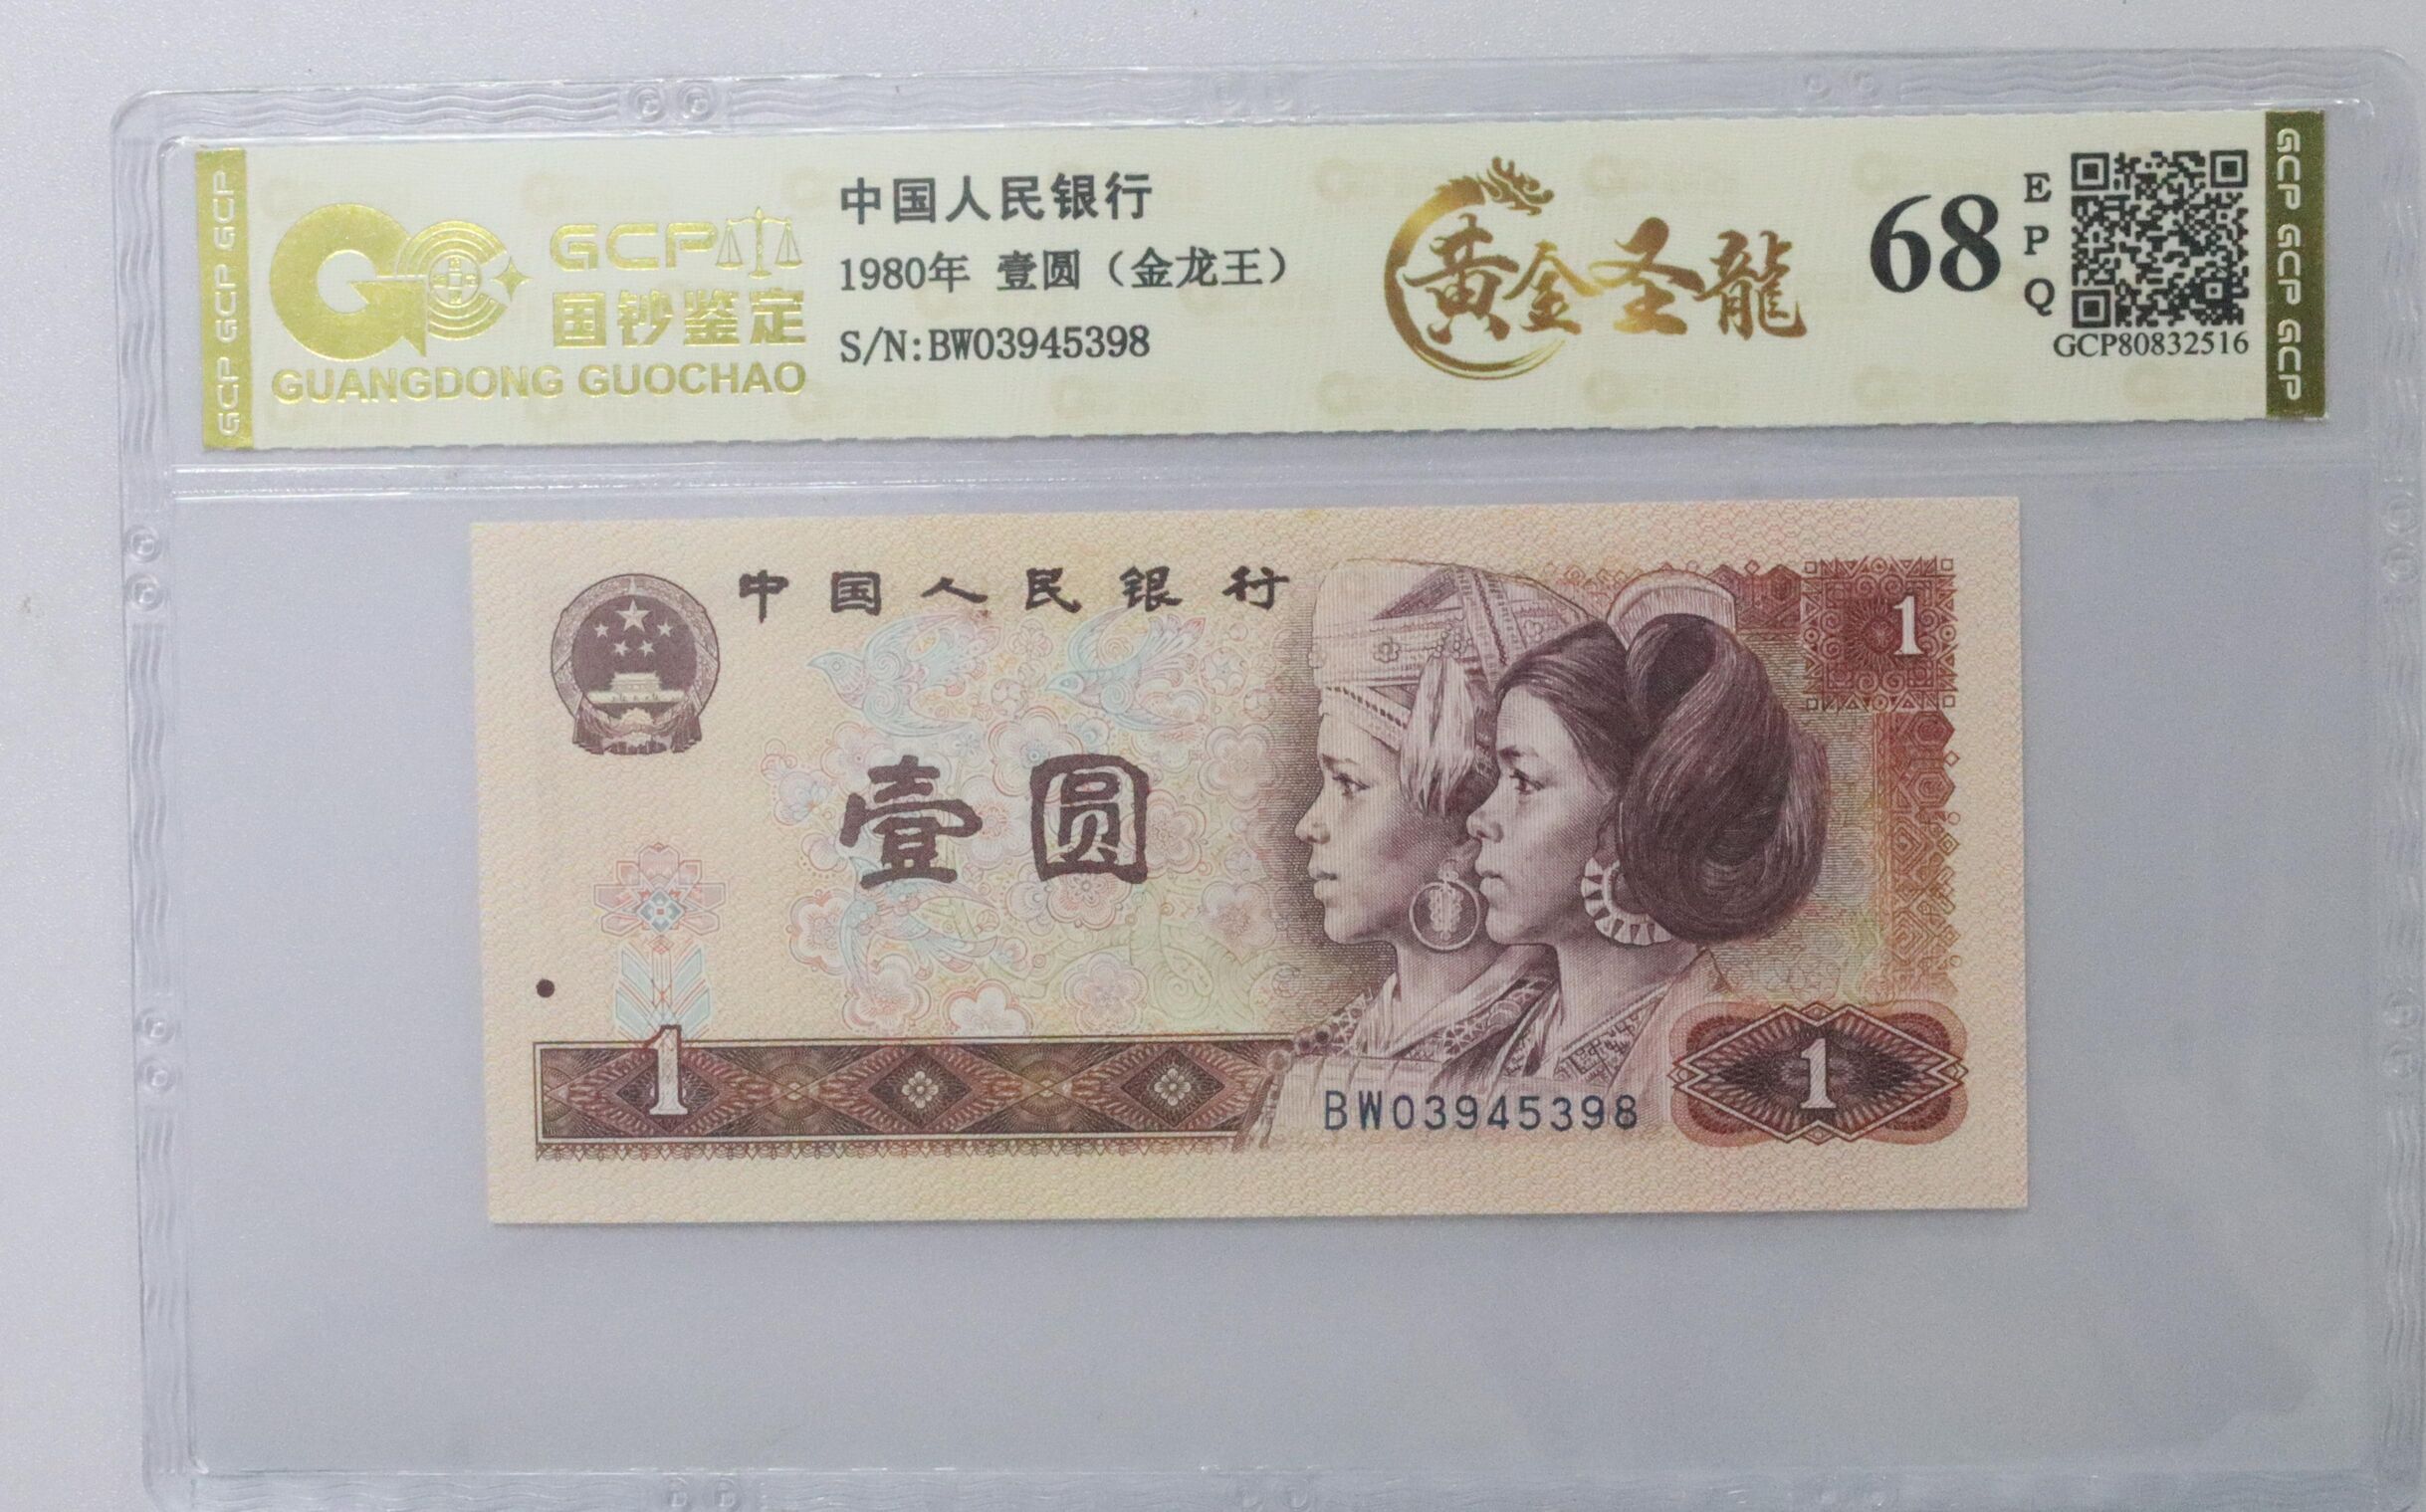 GCP GCP GCP
GCP
国钞鉴定
GUANGDONG GUOCHAO
中国人民银行
1980年 壹圆（金龙王）
S/N:BW03945398
黄金圣龍
68
E
P
Q
GCP80832516
GCP GCP GCP
中国人民银行
1
壹圆
1
BW03945398
1